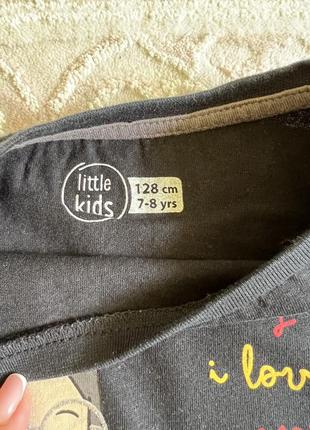 little
kids
128 cm
7-8 yrs
i lov